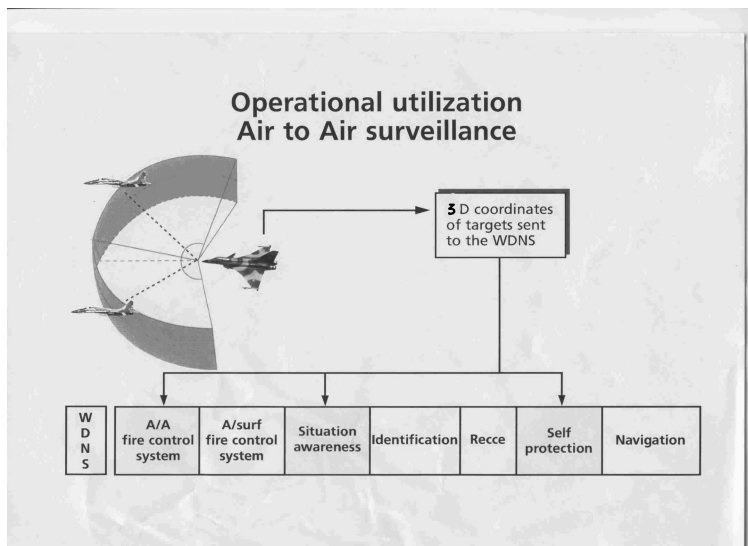 Operational utilization
Air to Air surveillance
3 D coordinates
of targets sent
to the WDNS
W
D
N
S
A/A
fire control
system
A/surf
fire control
system
Situation
awareness
Identification
Recce
Self
protection
Navigation